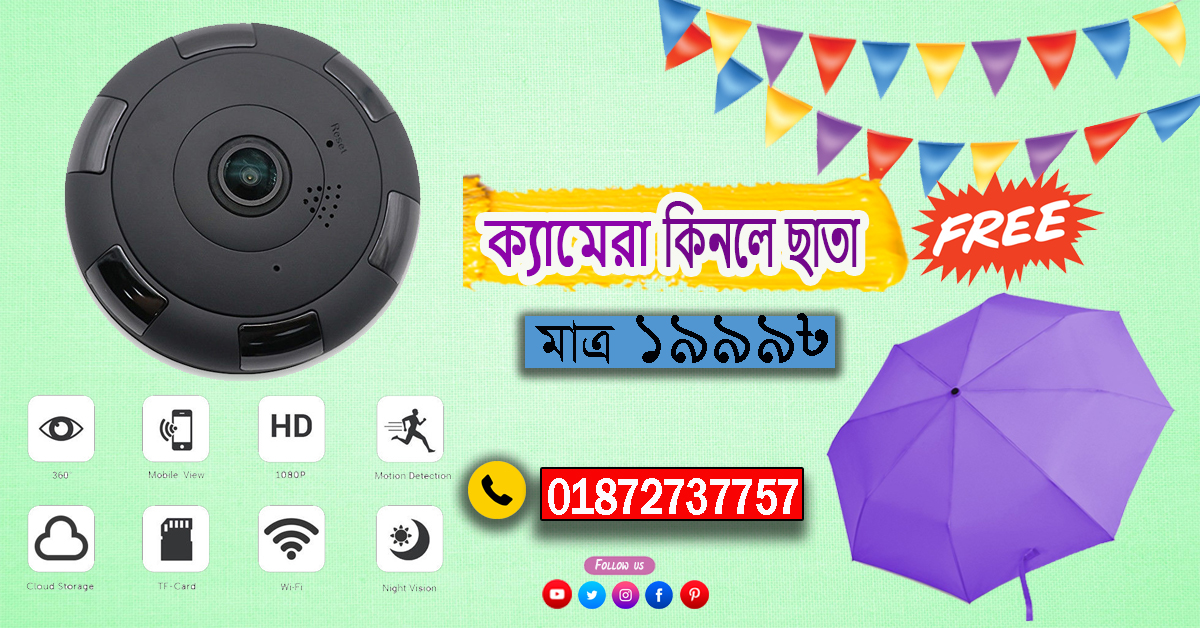 Reset
ক্যামেরা কিনলে ছাতা
FREE
মাত্র ১৯৯৯৳
360°
Mobile View
HD
1080P
Motion Detection
Cloud Storage
TF-Card
Wi-Fi
Night Vision
01872737757
Follow us